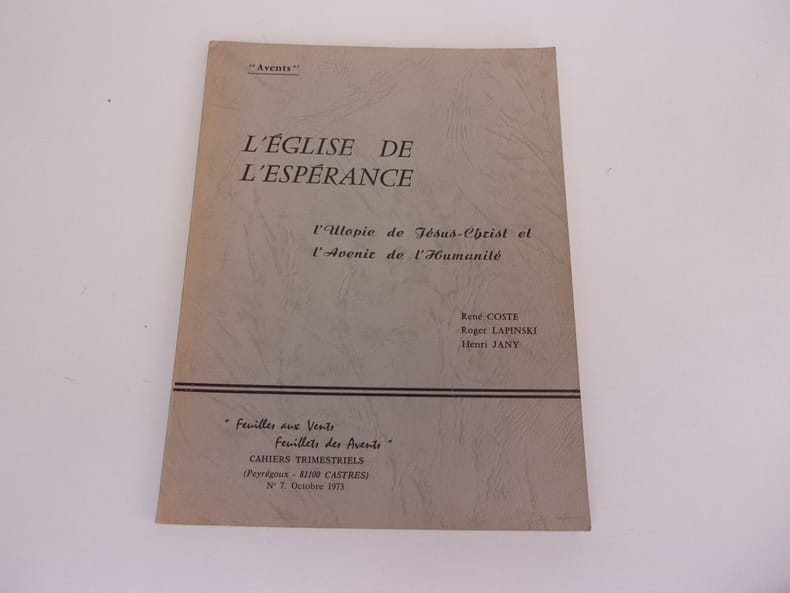 "Avents"
L'ÉGLISE DE
L'ESPÉRANCE
l'Utopie de Jésus-Christ et
l'Avenir de l'Humanité
René COSTE
Roger LAPINSKI
Henri JANY
" Feuilles aux Vents
Feuillets des Avents "
CAHIERS TRIMESTRIELS
(Peyrégoux - 81100 CASTRES)
N° 7. Octobre 1973